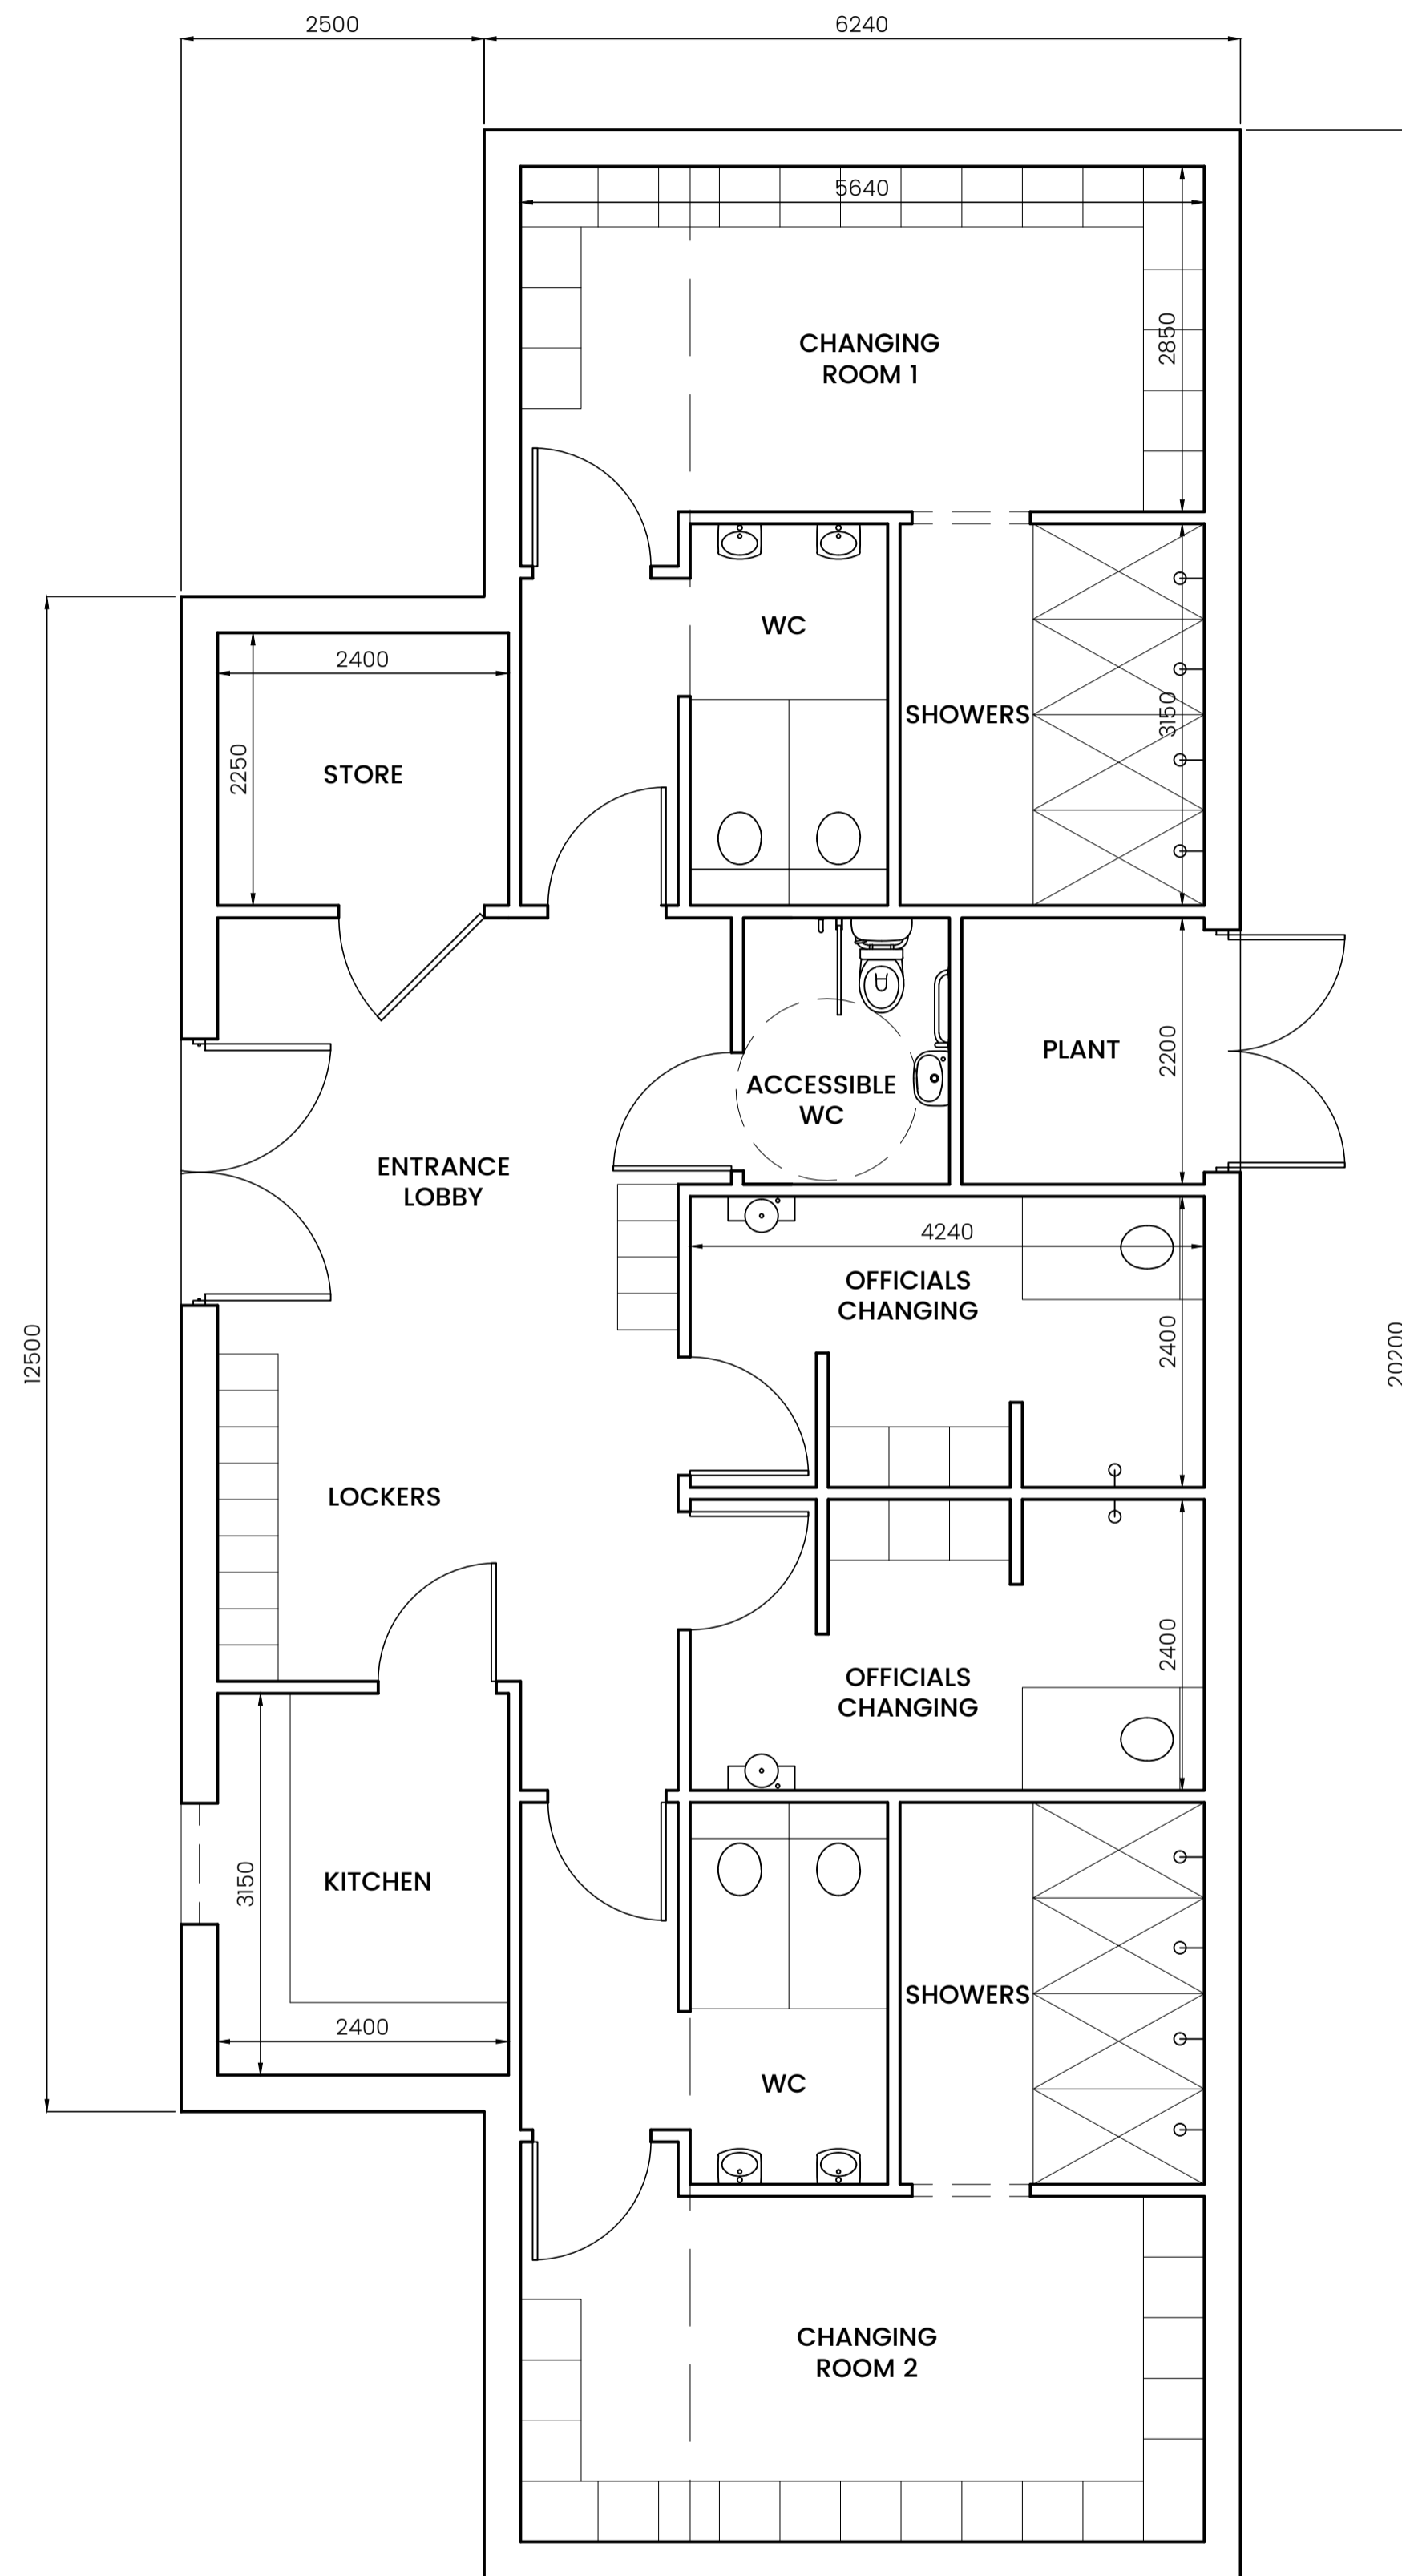 2500
6240
5640
CHANGING
ROOM 1
2850
WC
2400
SHOWERS
3150
2250
STORE
PLANT
2200
ACCESSIBLE
WC
ENTRANCE
LOBBY
4240
OFFICIALS
CHANGING
2400
12500
20200
LOCKERS
2400
OFFICIALS
CHANGING
KITCHEN
3150
SHOWERS
2400
WC
CHANGING
ROOM 2